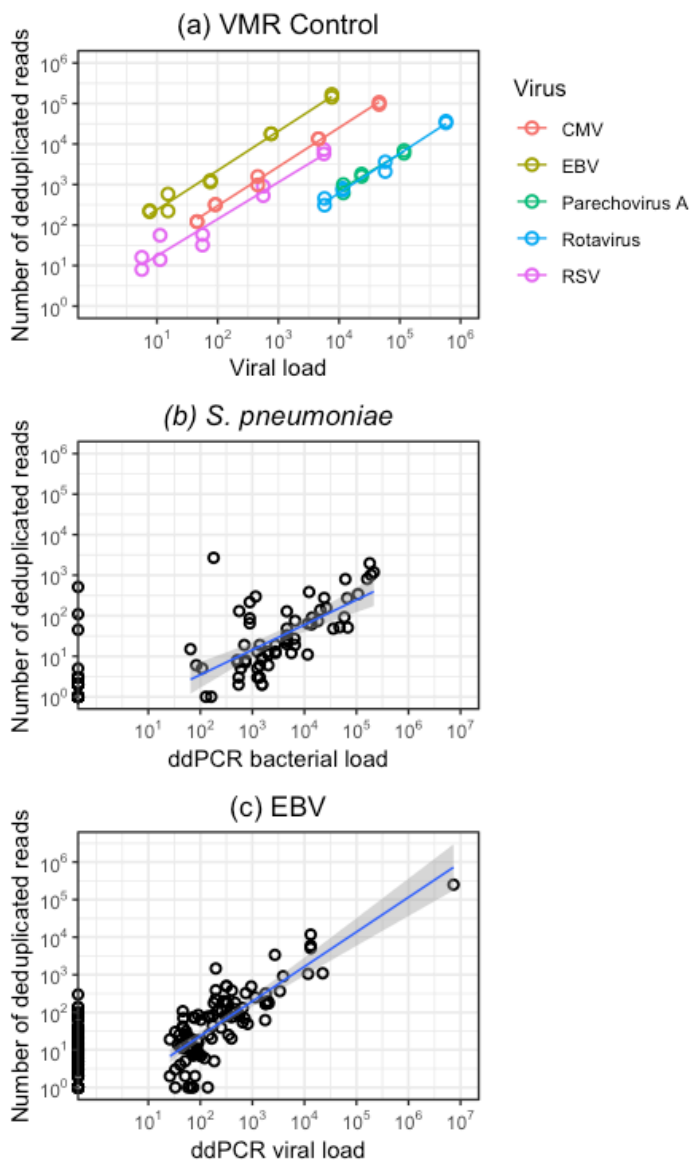 (a) VMR Control
Number of deduplicated reads
10⁶
10⁵
10⁴
10³
10²
10¹
10⁰
10¹ 10² 10³ 10⁴ 10⁵ 10⁶
Viral load
Virus
CMV
EBV
Parechovirus A
Rotavirus
RSV
(b) S. pneumoniae
Number of deduplicated reads
10⁶
10⁵
10⁴
10³
10²
10¹
10⁰
10¹ 10² 10³ 10⁴ 10⁵ 10⁶ 10⁷
ddPCR bacterial load
(c) EBV
Number of deduplicated reads
10⁶
10⁵
10⁴
10³
10²
10¹
10⁰
10¹ 10² 10³ 10⁴ 10⁵ 10⁶ 10⁷
ddPCR viral load